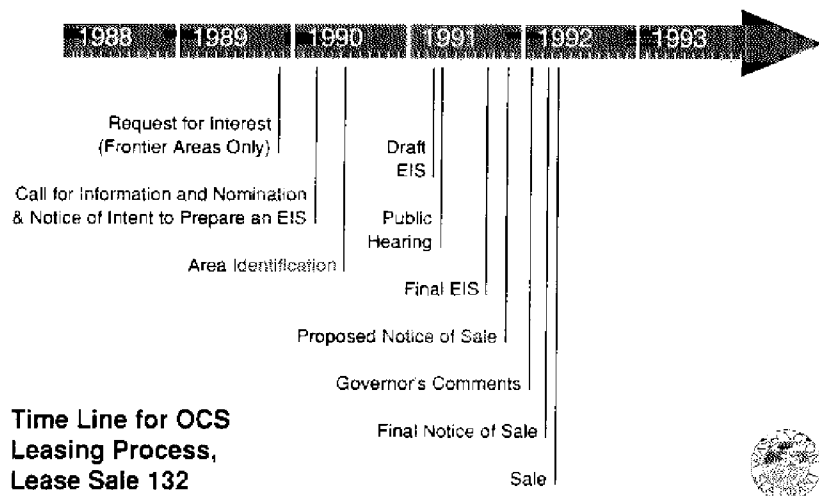 1988 1989 1990 1991 1992 1993
Request for Interest
(Frontier Areas Only)
Call for Information and Nomination
& Notice of Intent to Prepare an EIS
Area Identification
Draft
EIS
Public
Hearing
Final EIS
Proposed Notice of Sale
Governor's Comments
Final Notice of Sale
Sale
Time Line for OCS
Leasing Process,
Lease Sale 132